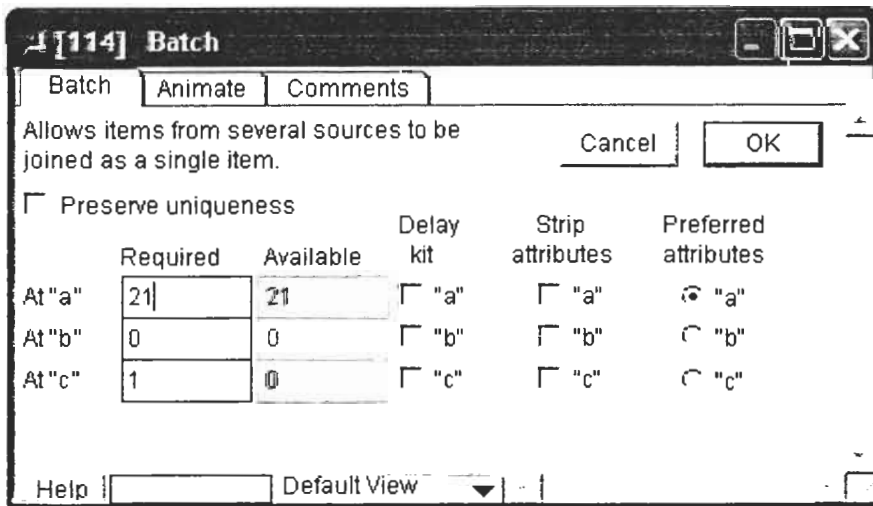 [114] Batch
Batch Animate Comments
Allows items from several sources to be
joined as a single item.
Cancel OK
Preserve uniqueness
Required Available Delay kit Strip attributes Preferred attributes
At "a" 21 21 "a" "a" "a"
At "b" 0 0 "b" "b" "b"
At "c" 1 0 "c" "c" "c"
Help Default View